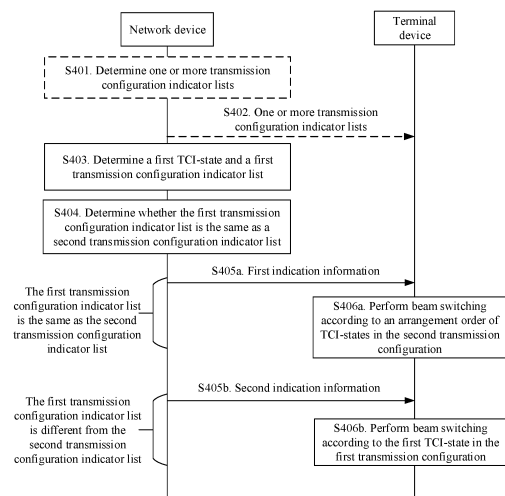 Network device
Terminal
device
S401. Determine one or more transmission
configuration indicator lists
S402. One or more transmission
configuration indicator lists
S403. Determine a first TCI-state and a first
transmission configuration indicator list
S404. Determine whether the first transmission
configuration indicator list is the same as a
second transmission configuration indicator list
S405a. First indication information
The first transmission
configuration indicator list
is the same as the second
transmission configuration
indicator list
S406a. Perform beam switching
according to an arrangement order of
TCI-states in the second transmission
configuration
S405b. Second indication information
The first transmission
configuration indicator list
is different from the
second transmission
configuration indicator list
S406b. Perform beam switching
according to the first TCI-state in the
first transmission configuration